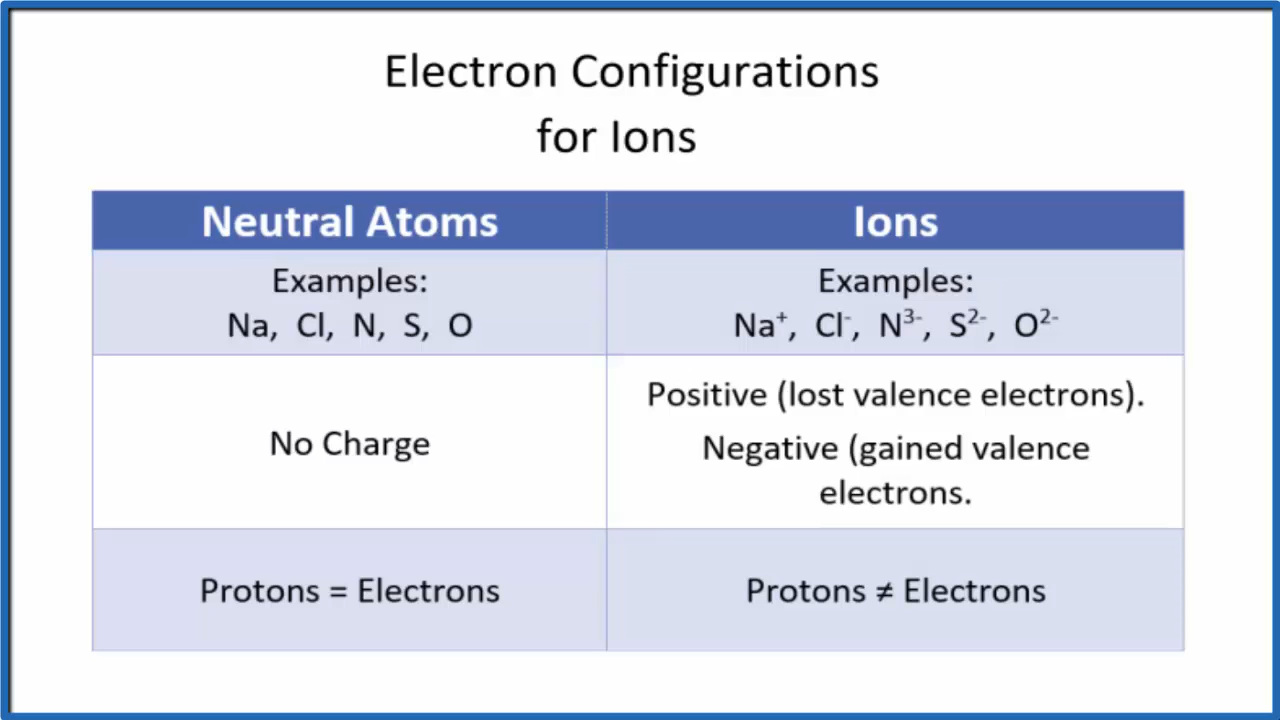 Electron Configurations
for Ions
Neutral Atoms
Ions
Examples:
Na, Cl, N, S, O
Examples:
Na⁺, Cl⁻, N³⁻, S²⁻, O²⁻
No Charge
Positive (lost valence electrons).
Negative (gained valence
electrons.
Protons = Electrons
Protons ≠ Electrons